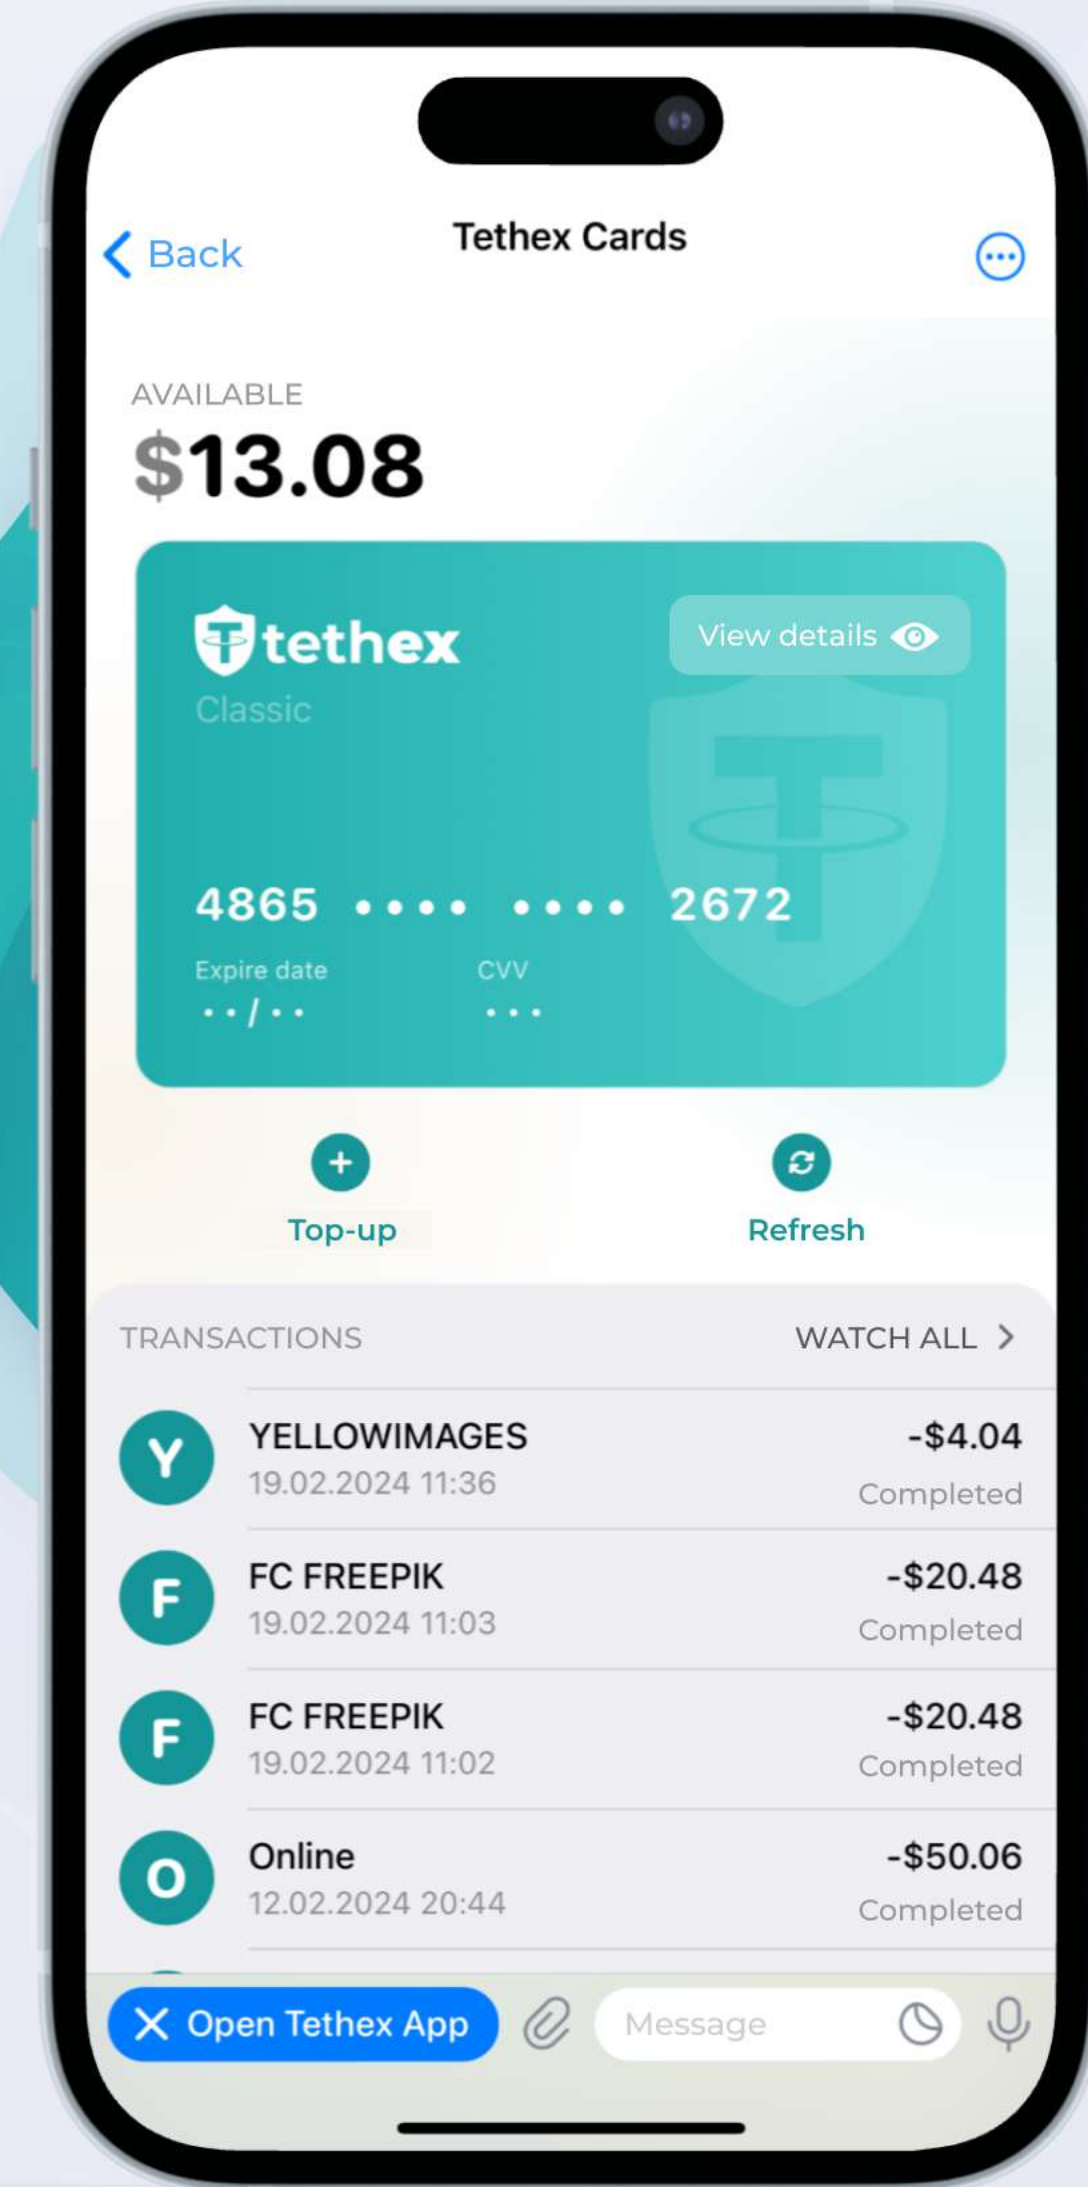 Back
Tethex Cards
AVAILABLE
$13.08
tethex
View details
Classic
4865 •••• •••• 2672
Expire date
CVV
••/••
•••
Top-up
Refresh
TRANSACTIONS
WATCH ALL >
Y
YELLOWIMAGES
-$4.04
19.02.2024 11:36
Completed
F
FC FREEPIK
-$20.48
19.02.2024 11:03
Completed
F
FC FREEPIK
-$20.48
19.02.2024 11:02
Completed
O
Online
-$50.06
12.02.2024 20:44
Completed
Open Tethex App
Message